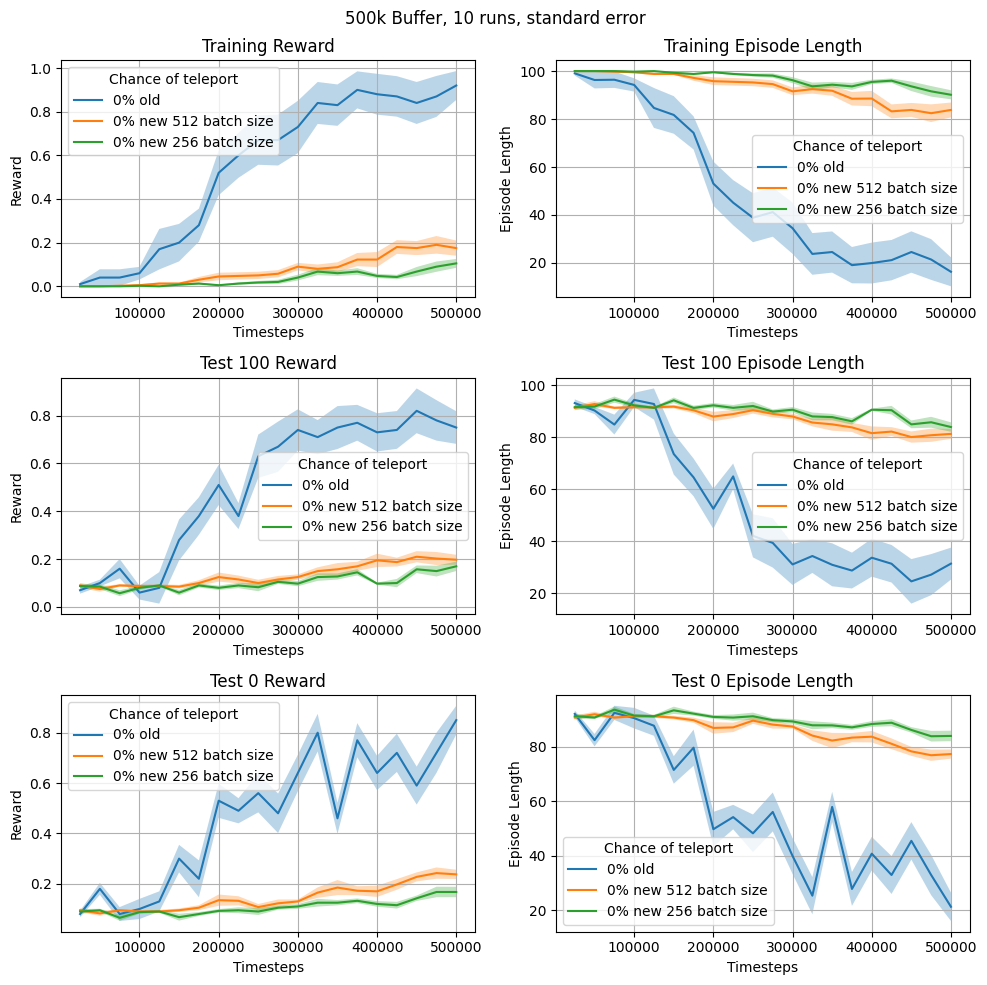 500k Buffer, 10 runs, standard error
Training Reward
Chance of teleport
0% old
0% new 512 batch size
0% new 256 batch size
Reward
1.0
0.8
0.6
0.4
0.2
0.0
100000 200000 300000 400000 500000
Timesteps
Training Episode Length
Chance of teleport
0% old
0% new 512 batch size
0% new 256 batch size
Episode Length
100
80
60
40
20
100000 200000 300000 400000 500000
Timesteps
Test 100 Reward
Chance of teleport
0% old
0% new 512 batch size
0% new 256 batch size
Reward
0.8
0.6
0.4
0.2
0.0
100000 200000 300000 400000 500000
Timesteps
Test 100 Episode Length
Chance of teleport
0% old
0% new 512 batch size
0% new 256 batch size
Episode Length
100
80
60
40
20
100000 200000 300000 400000 500000
Timesteps
Test 0 Reward
Chance of teleport
0% old
0% new 512 batch size
0% new 256 batch size
Reward
0.8
0.6
0.4
0.2
100000 200000 300000 400000 500000
Timesteps
Test 0 Episode Length
Chance of teleport
0% old
0% new 512 batch size
0% new 256 batch size
Episode Length
80
60
40
20
100000 200000 300000 400000 500000
Timesteps